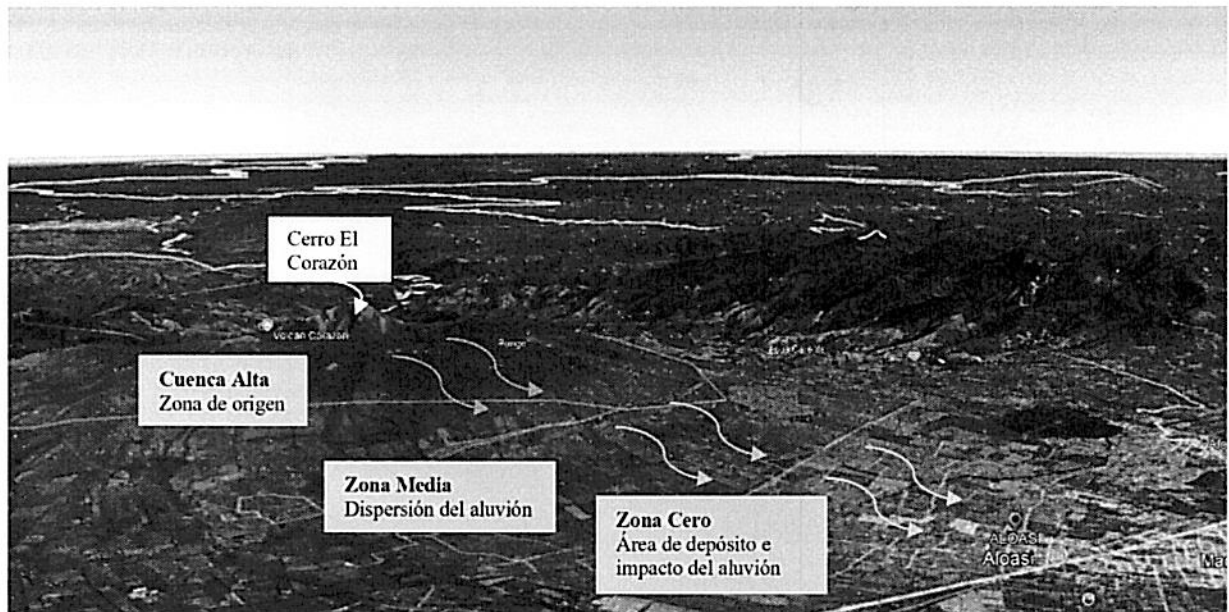 Cerro El
Corazón
Volcán Corazón
Cuenca Alta
Zona de origen
Zona Media
Dispersión del aluvión
Zona Cero
Área de depósito e
impacto del aluvión
ALOASI
Aloasí